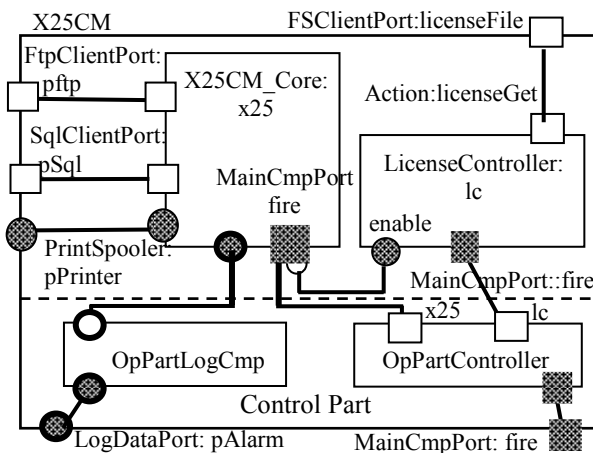 X25CM
FSClientPort:licenseFile
FtpClientPort:
pftp
X25CM_Core:
x25
Action:licenseGet
SqlClientPort:
pSql
LicenseController:
lc
MainCmpPort
fire
enable
PrintSpooler:
pPrinter
MainCmpPort::fire
x25
lc
OpPartLogCmp
OpPartController
Control Part
LogDataPort: pAlarm
MainCmpPort: fire